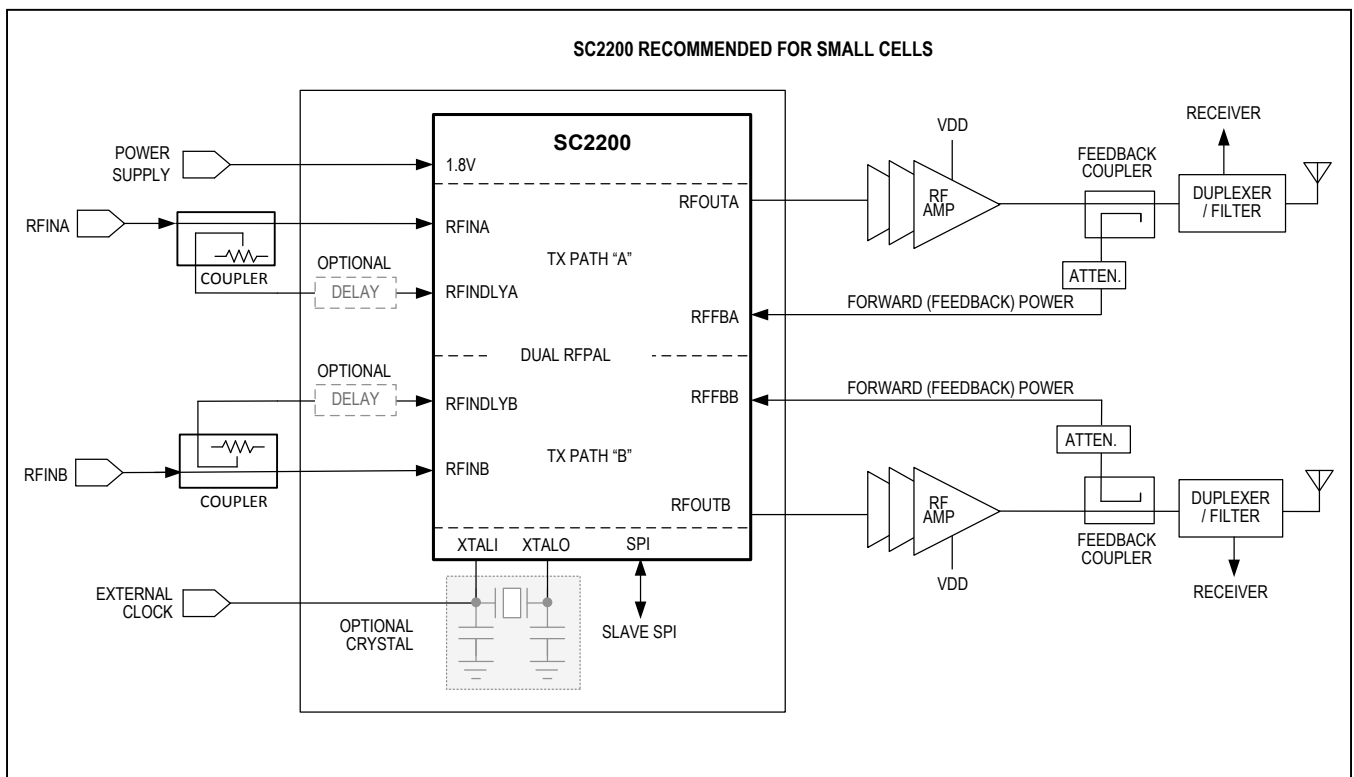 SC2200 RECOMMENDED FOR SMALL CELLS
POWER
SUPPLY
RFINA
COUPLER
OPTIONAL
DELAY
OPTIONAL
DELAY
RFINB
COUPLER
EXTERNAL
CLOCK
OPTIONAL
CRYSTAL
SC2200
1.8V
RFINA
TX PATH “A”
RFINDLYA
RFOUTA
RFFBA
DUAL RFPAL
RFINDLYB
RFFBB
TX PATH “B”
RFINB
RFOUTB
XTALI
XTALO
SPI
SLAVE SPI
VDD
RF
AMP
FEEDBACK
COUPLER
RECEIVER
DUPLEXER
/ FILTER
ATTEN.
FORWARD (FEEDBACK) POWER
FORWARD (FEEDBACK) POWER
ATTEN.
RF
AMP
VDD
FEEDBACK
COUPLER
DUPLEXER
/ FILTER
RECEIVER